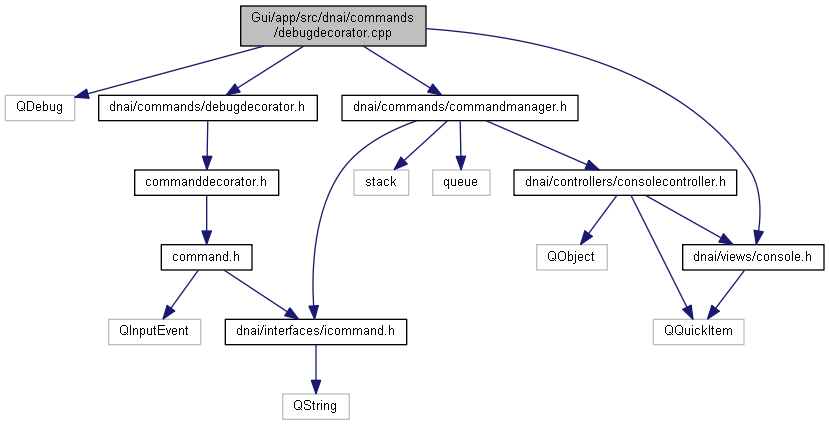 Gui/app/src/dnai/commands
/debugdecorator.cpp
QDebug
dnai/commands/debugdecorator.h
dnai/commands/commandmanager.h
commanddecorator.h
stack
queue
dnai/controllers/consolecontroller.h
command.h
QObject
dnai/views/console.h
QInputEvent
dnai/interfaces/icommand.h
QQuickItem
QString